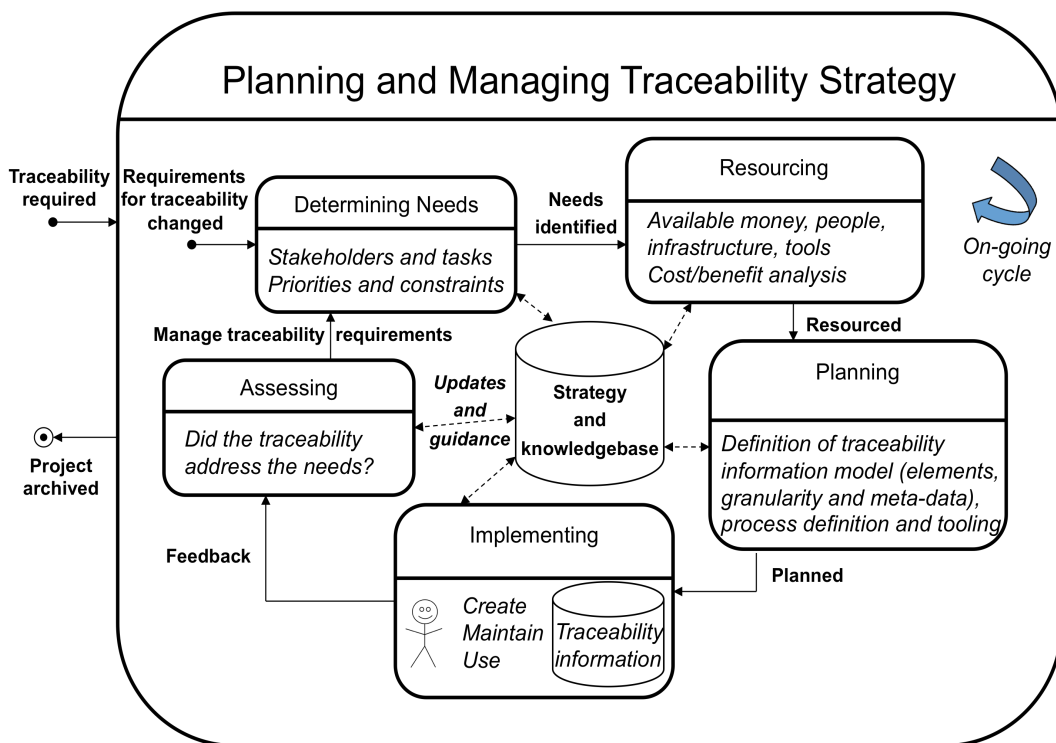 Planning and Managing Traceability Strategy
Traceability
required
Requirements
for traceability
changed
Determining Needs
Stakeholders and tasks
Priorities and constraints
Needs
identified
Resourcing
Available money, people,
infrastructure, tools
Cost/benefit analysis
On-going
cycle
Resourced
Manage traceability requirements
Assessing
Did the traceability
address the needs?
Updates
and
guidance
Strategy
and
knowledgebase
Planning
Definition of traceability
information model (elements,
granularity and meta-data),
process definition and tooling
Project
archived
Feedback
Implementing
Create
Maintain
Use
Traceability
information
Planned